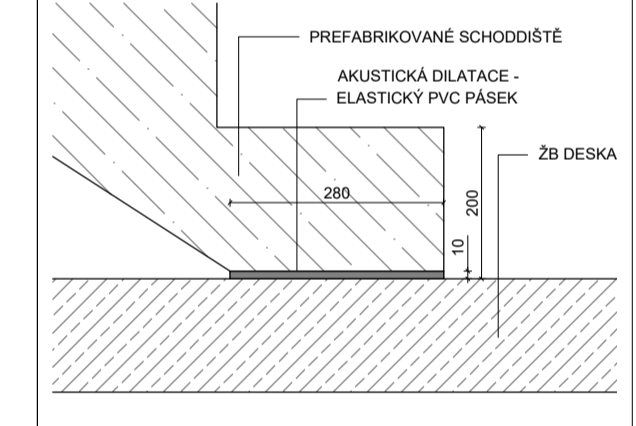 PREFABRIKOVANÉ SCHODDIŠTĚ
AKUSTICKÁ DILATACE -
ELASTICKÝ PVC PÁSEK
ŽB DESKA
280
200
10